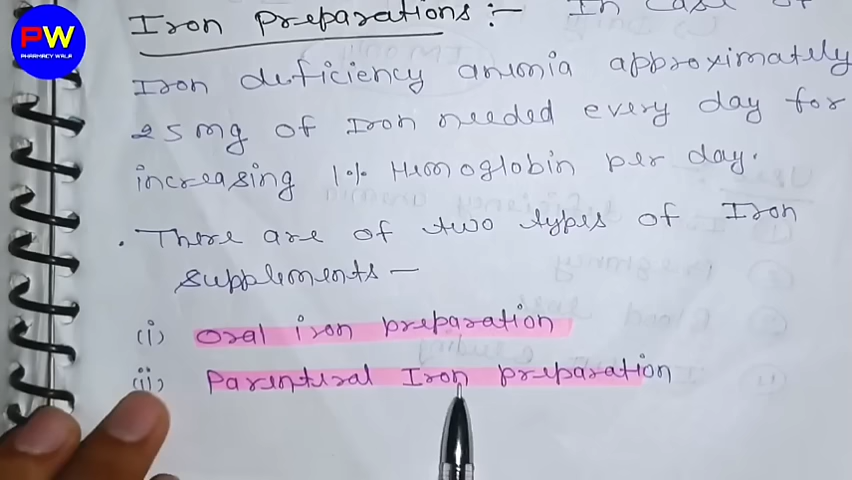 PW
PHARMACY WALA
Iron Preparations :- In case of
Iron deficiency anemia approximately
25 mg of Iron needed every day for
increasing 1% Hemoglobin per day.
. There are of two types of Iron
supplements -
(i) Oral iron preparation
(ii) Parenteral Iron preparation